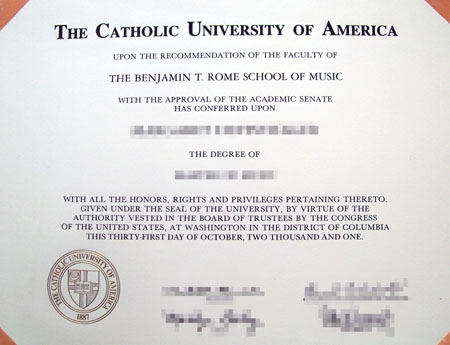 THE CATHOLIC UNIVERSITY OF AMERICA
UPON THE RECOMMENDATION OF THE FACULTY OF
THE BENJAMIN T. ROME SCHOOL OF MUSIC
WITH THE APPROVAL OF THE ACADEMIC SENATE
HAS CONFERRED UPON
THE DEGREE OF
WITH ALL THE HONORS, RIGHTS AND PRIVILEGES PERTAINING THERETO.
GIVEN UNDER THE SEAL OF THE UNIVERSITY, BY VIRTUE OF THE
AUTHORITY VESTED IN THE BOARD OF TRUSTEES BY THE CONGRESS
OF THE UNITED STATES, AT WASHINGTON IN THE DISTRICT OF COLUMBIA
THIS THIRTY-FIRST DAY OF OCTOBER, TWO THOUSAND AND ONE.
THE CATHOLIC UNIVERSITY OF AMERICA
1887